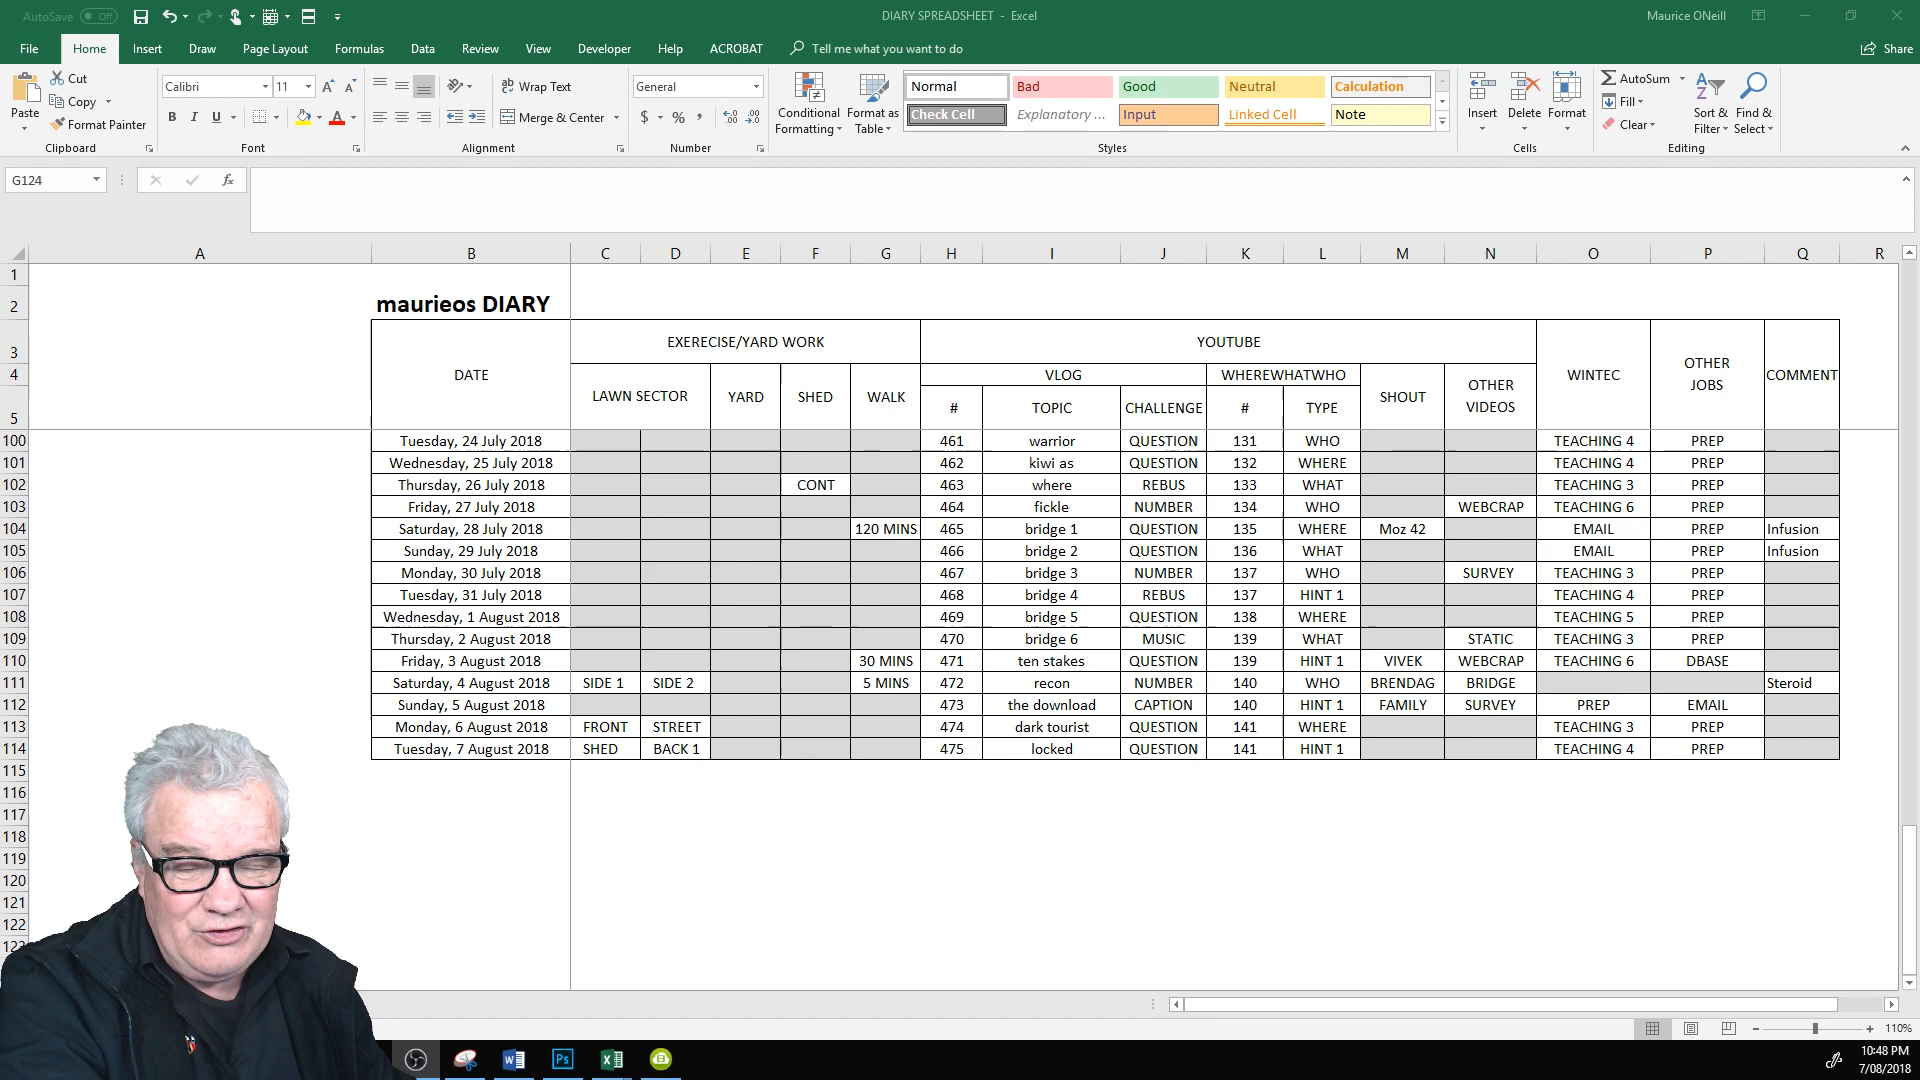 AutoSave Off
DIARY SPREADSHEET - Excel
Maurice ONeill
File Home Insert Draw Page Layout Formulas Data Review View Developer Help ACROBAT Tell me what you want to do Share
Paste Cut Copy Format Painter
Calibri 11
B I U
Wrap Text
Merge & Center
General
$ % ,
Conditional Formatting Format as Table
Normal Bad Good Neutral Calculation
Check Cell Explanatory ... Input Linked Cell Note
Insert Delete Format
AutoSum Fill Clear
Sort & Filter Find & Select
Clipboard Font Alignment Number Styles Cells Editing
G124 fx
A B C D E F G H I J K L M N O P Q R
1
2 maurieos DIARY
3 DATE EXERECISE/YARD WORK YOUTUBE WINTEC OTHER JOBS COMMENT
4 LAWN SECTOR YARD SHED WALK VLOG WHEREWHATWHO SHOUT OTHER VIDEOS
5 # TOPIC CHALLENGE # TYPE
100 Tuesday, 24 July 2018 461 warrior QUESTION 131 WHO TEACHING 4 PREP
101 Wednesday, 25 July 2018 462 kiwi as QUESTION 132 WHERE TEACHING 4 PREP
102 Thursday, 26 July 2018 CONT 463 where REBUS 133 WHAT TEACHING 3 PREP
103 Friday, 27 July 2018 464 fickle NUMBER 134 WHO WEBCRAP TEACHING 6 PREP
104 Saturday, 28 July 2018 120 MINS 465 bridge 1 QUESTION 135 WHERE Moz 42 EMAIL PREP Infusion
105 Sunday, 29 July 2018 466 bridge 2 QUESTION 136 WHAT EMAIL PREP Infusion
106 Monday, 30 July 2018 467 bridge 3 NUMBER 137 WHO SURVEY TEACHING 3 PREP
107 Tuesday, 31 July 2018 468 bridge 4 REBUS 137 HINT 1 TEACHING 4 PREP
108 Wednesday, 1 August 2018 469 bridge 5 QUESTION 138 WHERE TEACHING 5 PREP
109 Thursday, 2 August 2018 470 bridge 6 MUSIC 139 WHAT STATIC TEACHING 3 PREP
110 Friday, 3 August 2018 30 MINS 471 ten stakes QUESTION 139 HINT 1 VIVEK WEBCRAP TEACHING 6 DBASE
111 Saturday, 4 August 2018 SIDE 1 SIDE 2 5 MINS 472 recon NUMBER 140 WHO BRENDAG BRIDGE Steroid
112 Sunday, 5 August 2018 473 the download CAPTION 140 HINT 1 FAMILY SURVEY PREP EMAIL
113 Monday, 6 August 2018 FRONT STREET 474 dark tourist QUESTION 141 WHERE TEACHING 3 PREP
114 Tuesday, 7 August 2018 SHED BACK 1 475 locked QUESTION 141 HINT 1 TEACHING 4 PREP
115
116
117
118
119
120
121
122
123
110%
W Ps X
10:48 PM
7/08/2018